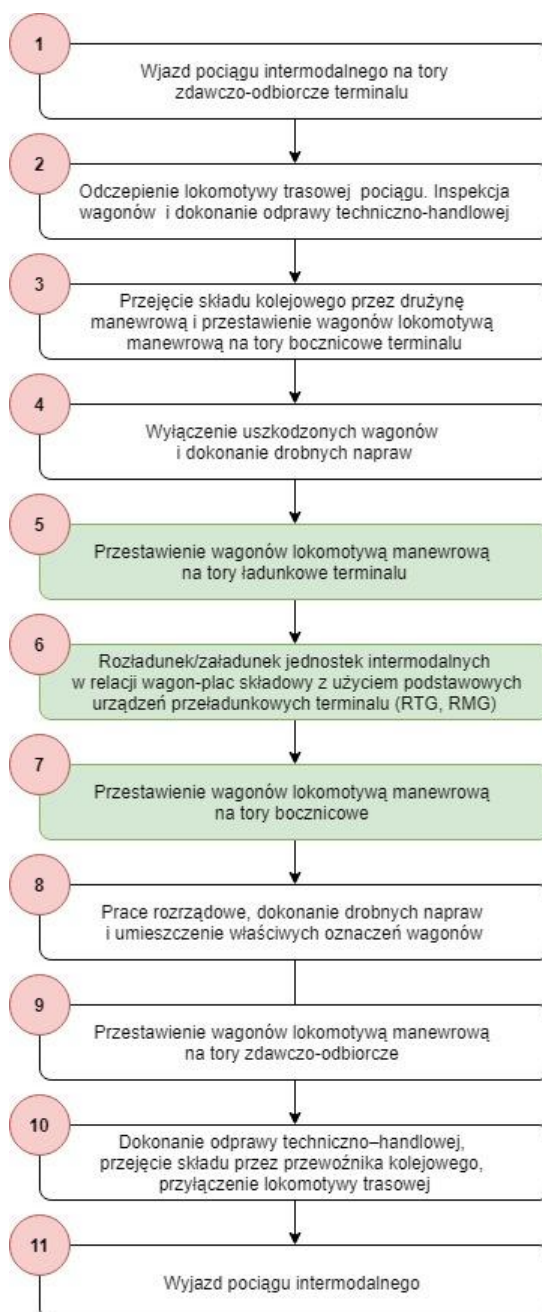 1
Wjazd pociągu intermodalnego na tory
zdawczo-odbiorcze terminalu
2
Odczepienie lokomotywy trasowej pociągu. Inspekcja
wagonów i dokonanie odprawy techniczno-handlowej
3
Przejęcie składu kolejowego przez drużynę
manewrową i przestawienie wagonów lokomotywą
manewrową na tory bocznicowe terminalu
4
Wyłączenie uszkodzonych wagonów
i dokonanie drobnych napraw
5
Przestawienie wagonów lokomotywą manewrową
na tory ładunkowe terminalu
6
Rozładunek/załadunek jednostek intermodalnych
w relacji wagon-plac składowy z użyciem podstawowych
urządzeń przeładunkowych terminalu (RTG, RMG)
7
Przestawienie wagonów lokomotywą manewrową
na tory bocznicowe
8
Prace rozrządowe, dokonanie drobnych napraw
i umieszczenie właściwych oznaczeń wagonów
9
Przestawienie wagonów lokomotywą manewrową
na tory zdawczo-odbiorcze
10
Dokonanie odprawy techniczno–handlowej,
przejęcie składu przez przewoźnika kolejowego,
przyłączenie lokomotywy trasowej
11
Wyjazd pociągu intermodalnego